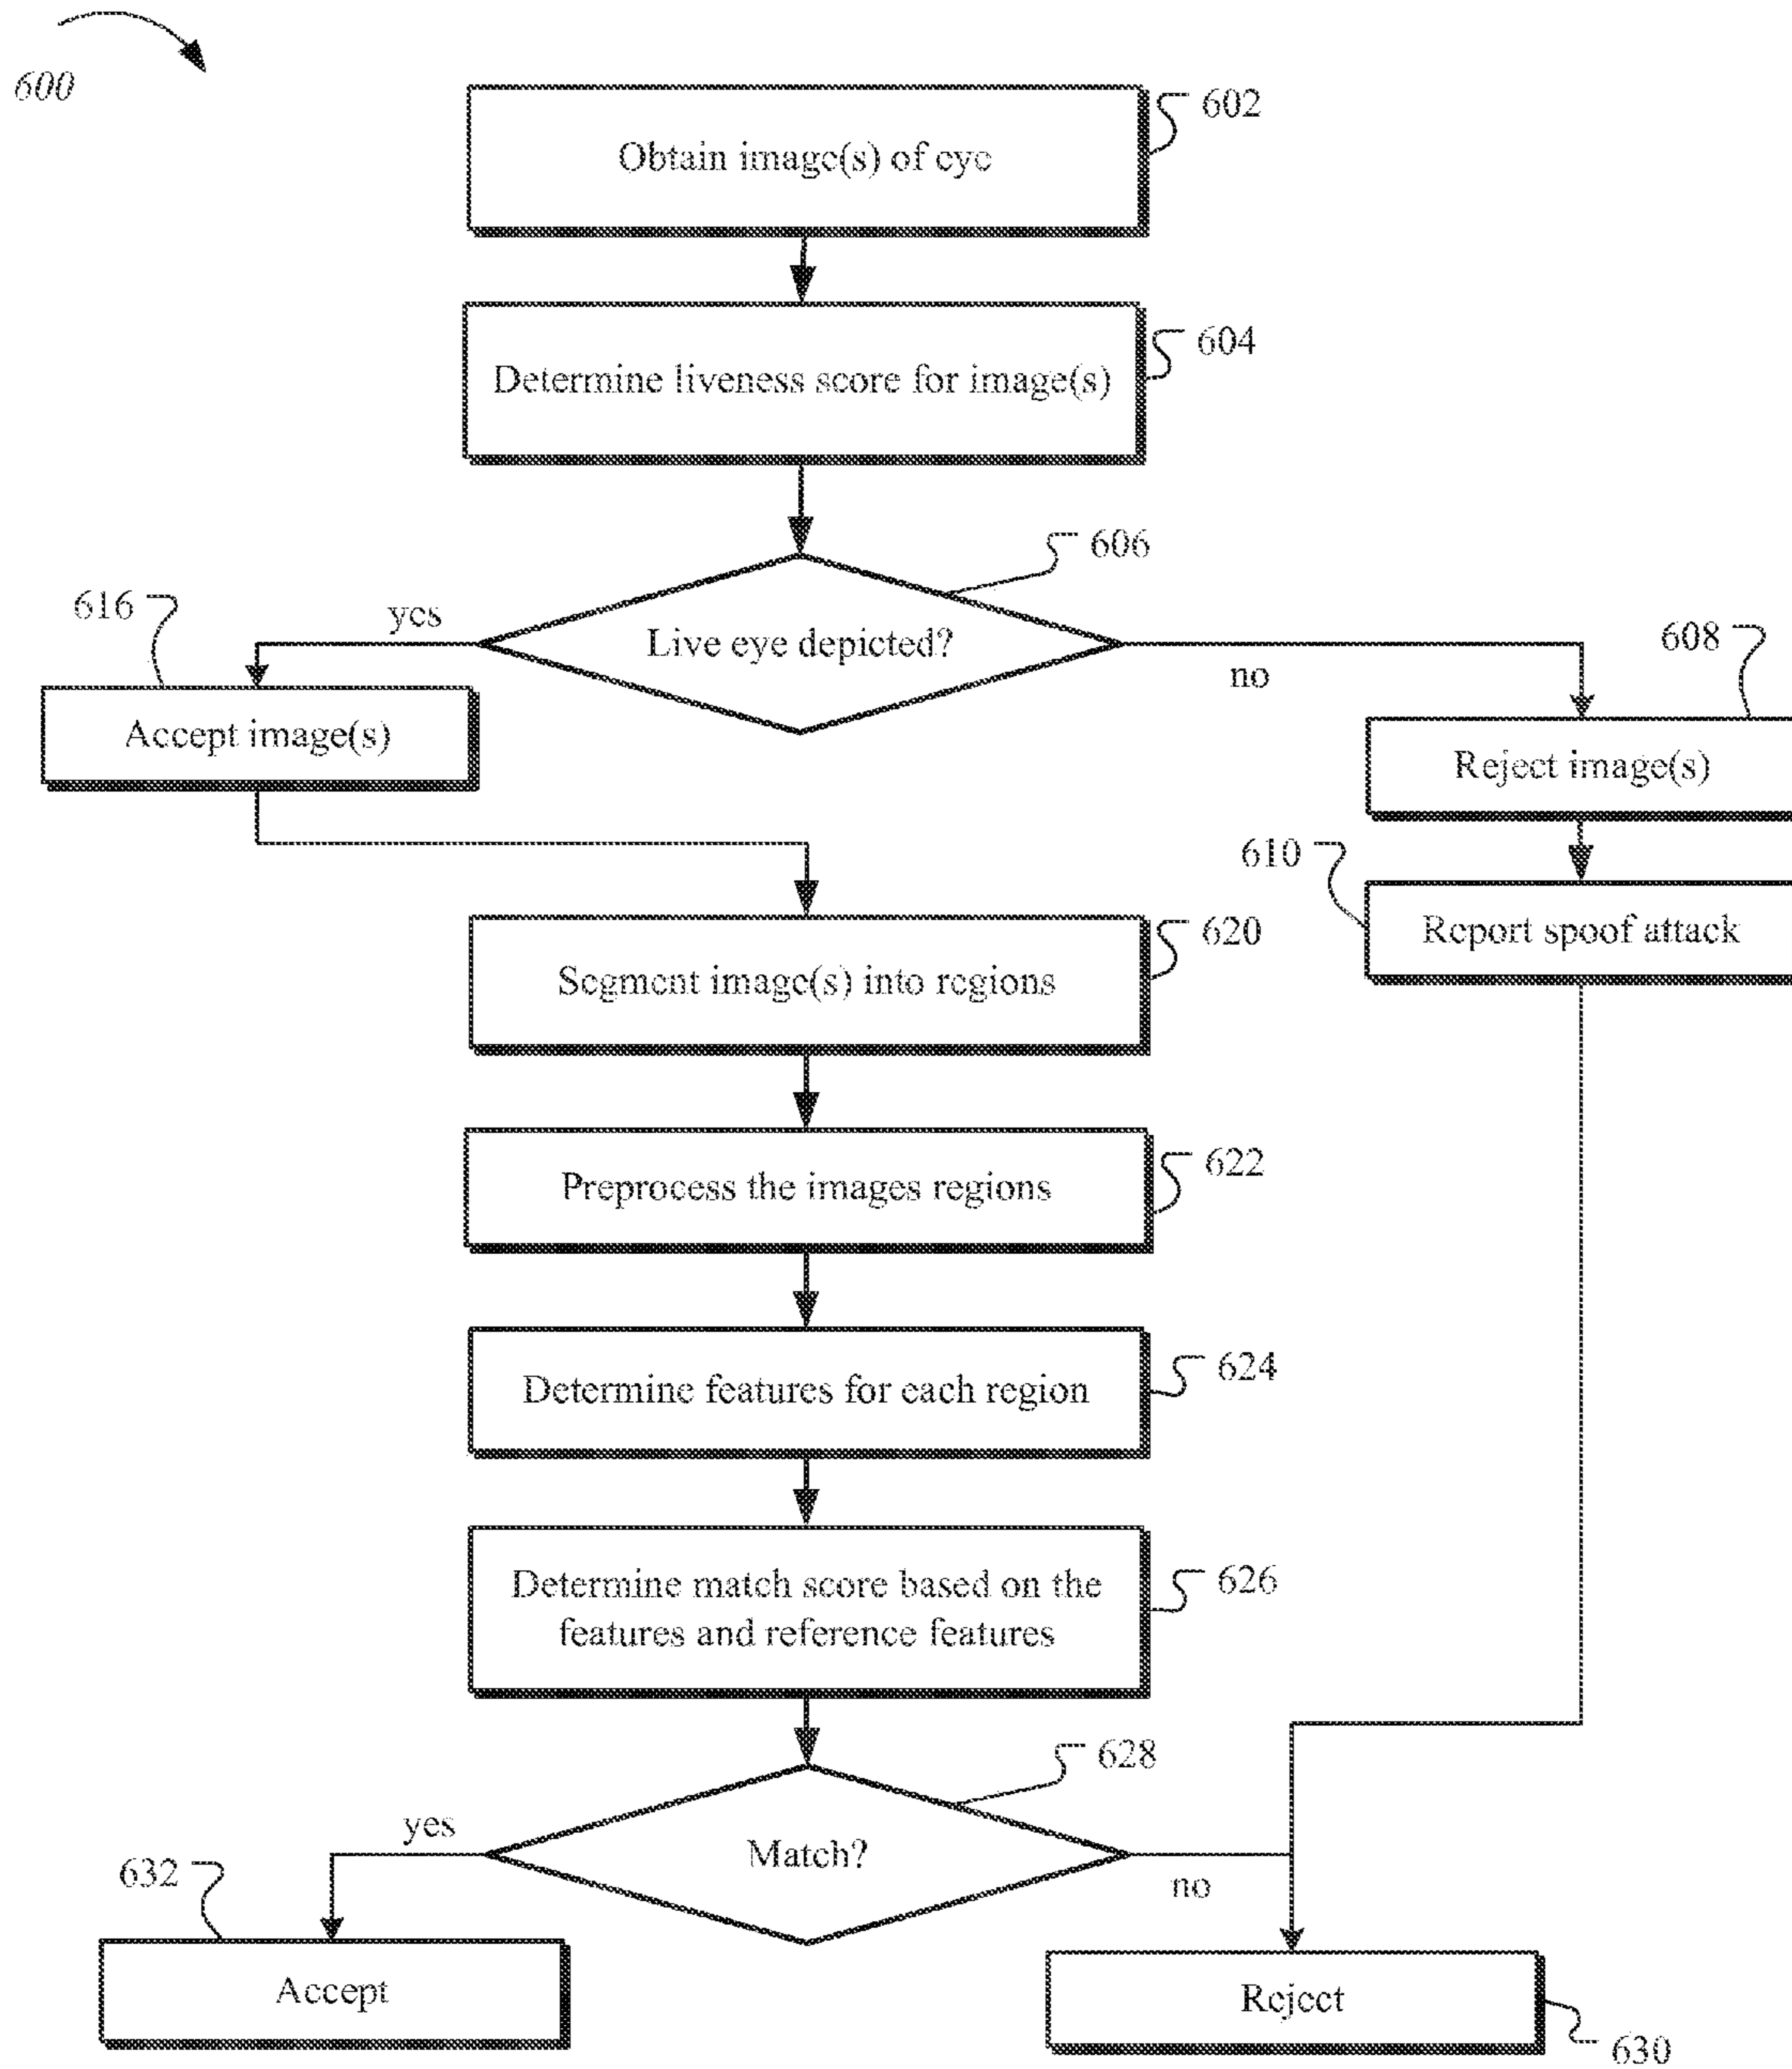 600
602
Obtain image(s) of eye
604
Determine liveness score for image(s)
606
616
yes
Live eye depicted?
no
608
Accept image(s)
Reject image(s)
610
Report spoof attack
620
Segment image(s) into regions
622
Preprocess the images regions
624
Determine features for each region
626
Determine match score based on the
features and reference features
628
yes
Match?
no
632
Accept
Reject
630